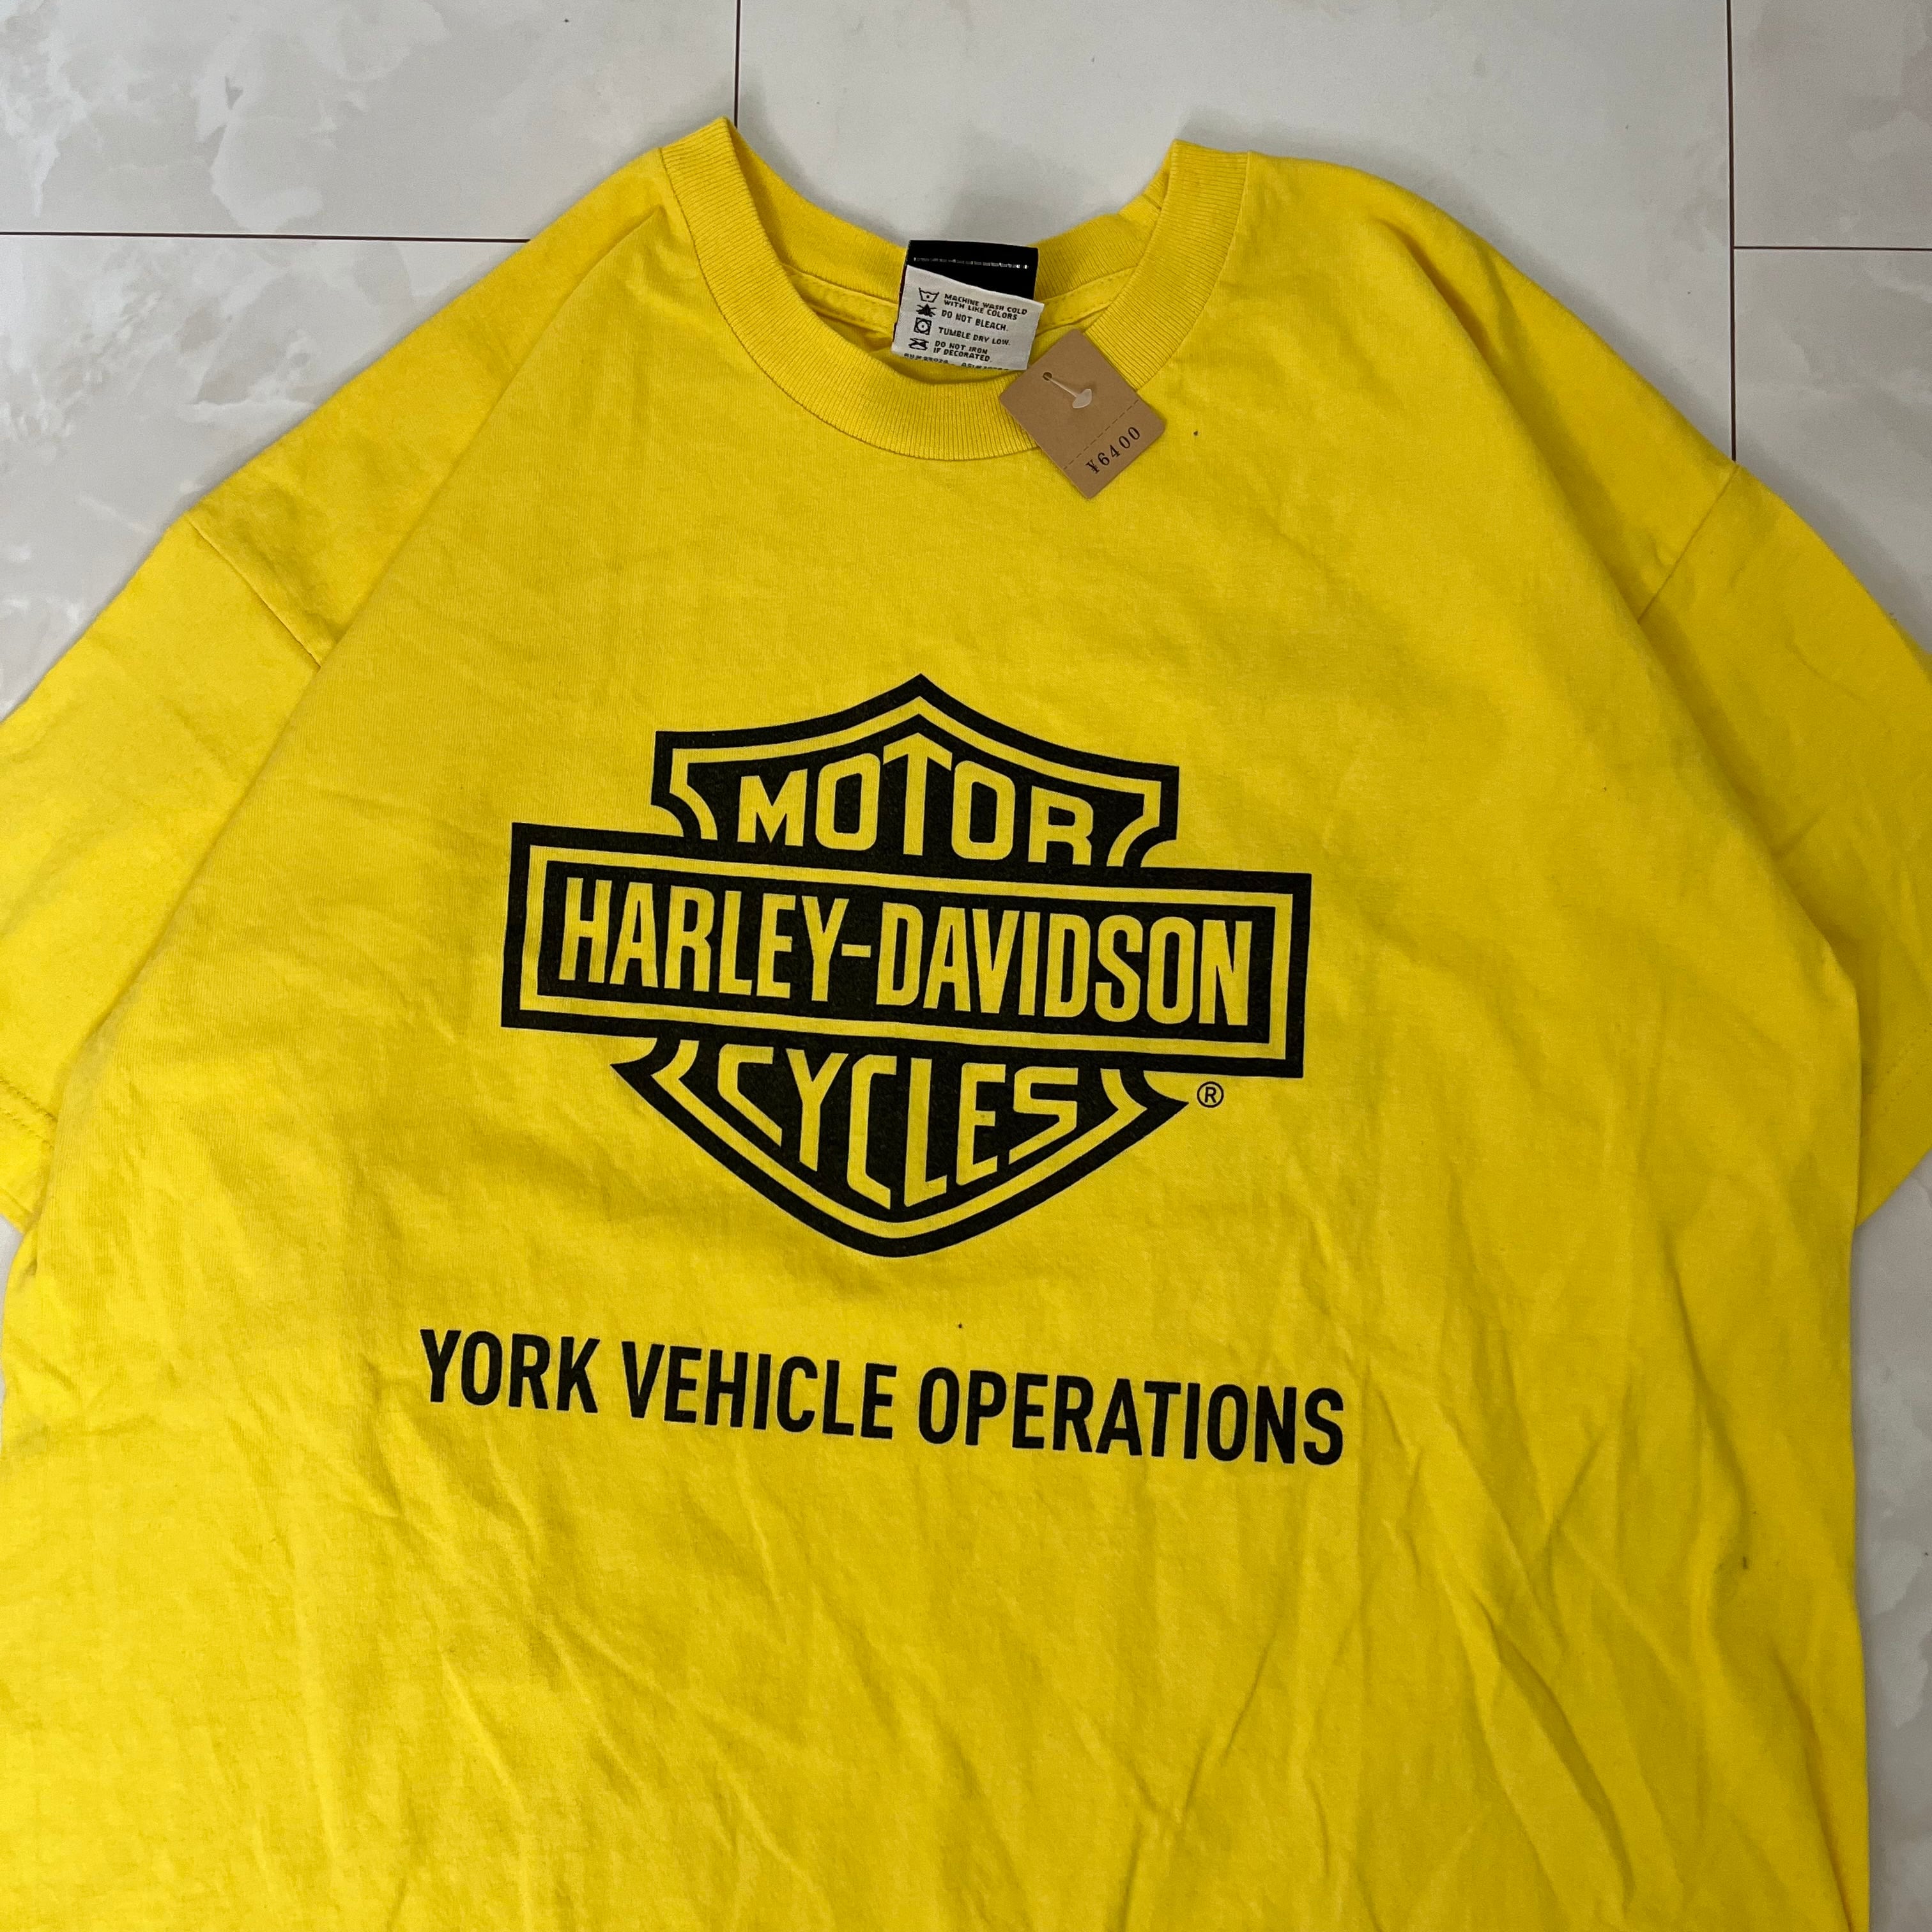 MACHINE WASH COLD
WITH LIKE COLORS
DO NOT BLEACH.
TUMBLE DRY LOW.
DO NOT IRON
IF DECORATED.
¥6400
MOTOR
HARLEY-DAVIDSON
CYCLES
®
YORK VEHICLE OPERATIONS